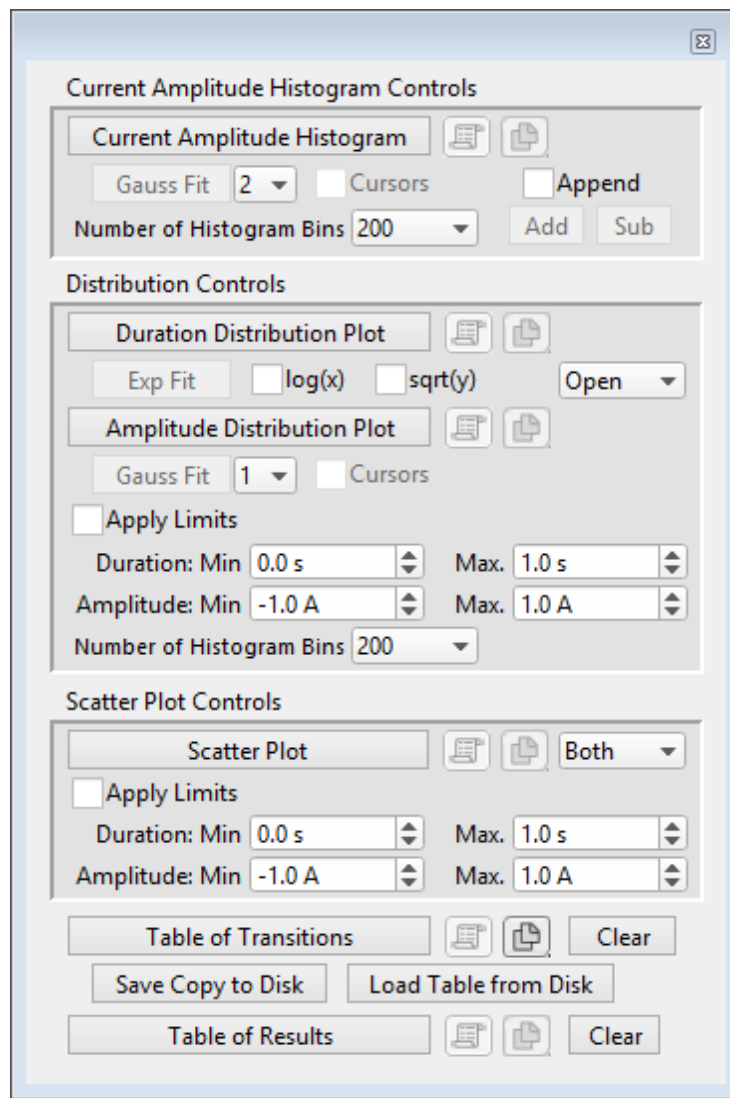 Current Amplitude Histogram Controls
Current Amplitude Histogram
Gauss Fit 2 Cursors Append
Number of Histogram Bins 200 Add Sub
Distribution Controls
Duration Distribution Plot
Exp Fit log(x) sqrt(y) Open
Amplitude Distribution Plot
Gauss Fit 1 Cursors
Apply Limits
Duration: Min 0.0 s Max. 1.0 s
Amplitude: Min -1.0 A Max. 1.0 A
Number of Histogram Bins 200
Scatter Plot Controls
Scatter Plot Both
Apply Limits
Duration: Min 0.0 s Max. 1.0 s
Amplitude: Min -1.0 A Max. 1.0 A
Table of Transitions Clear
Save Copy to Disk Load Table from Disk
Table of Results Clear